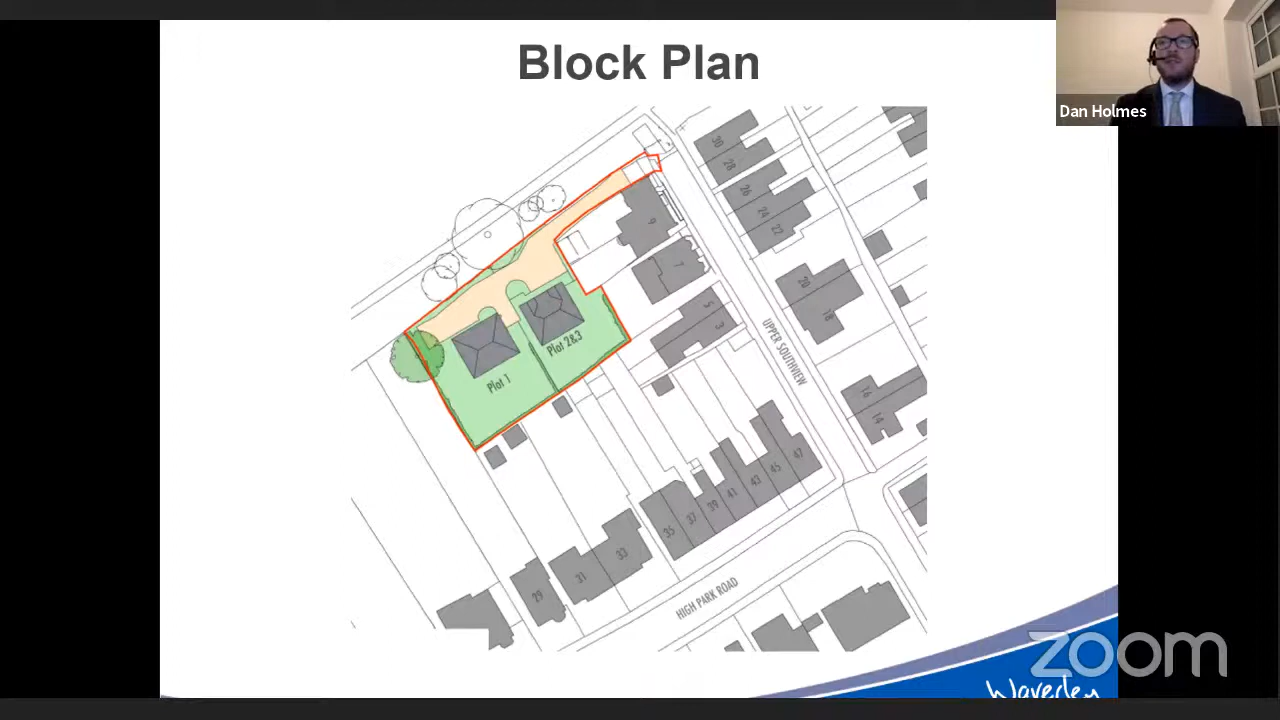 Block Plan
Dan Holmes
30
28
26
24
22
9
7
5
3
20
18
16
14
UPPER SOUTHVIEW
Plot 2&3
Plot 1
47
45
43
41
39
37
35
33
31
29
HIGH PARK ROAD
zoom
Waverley